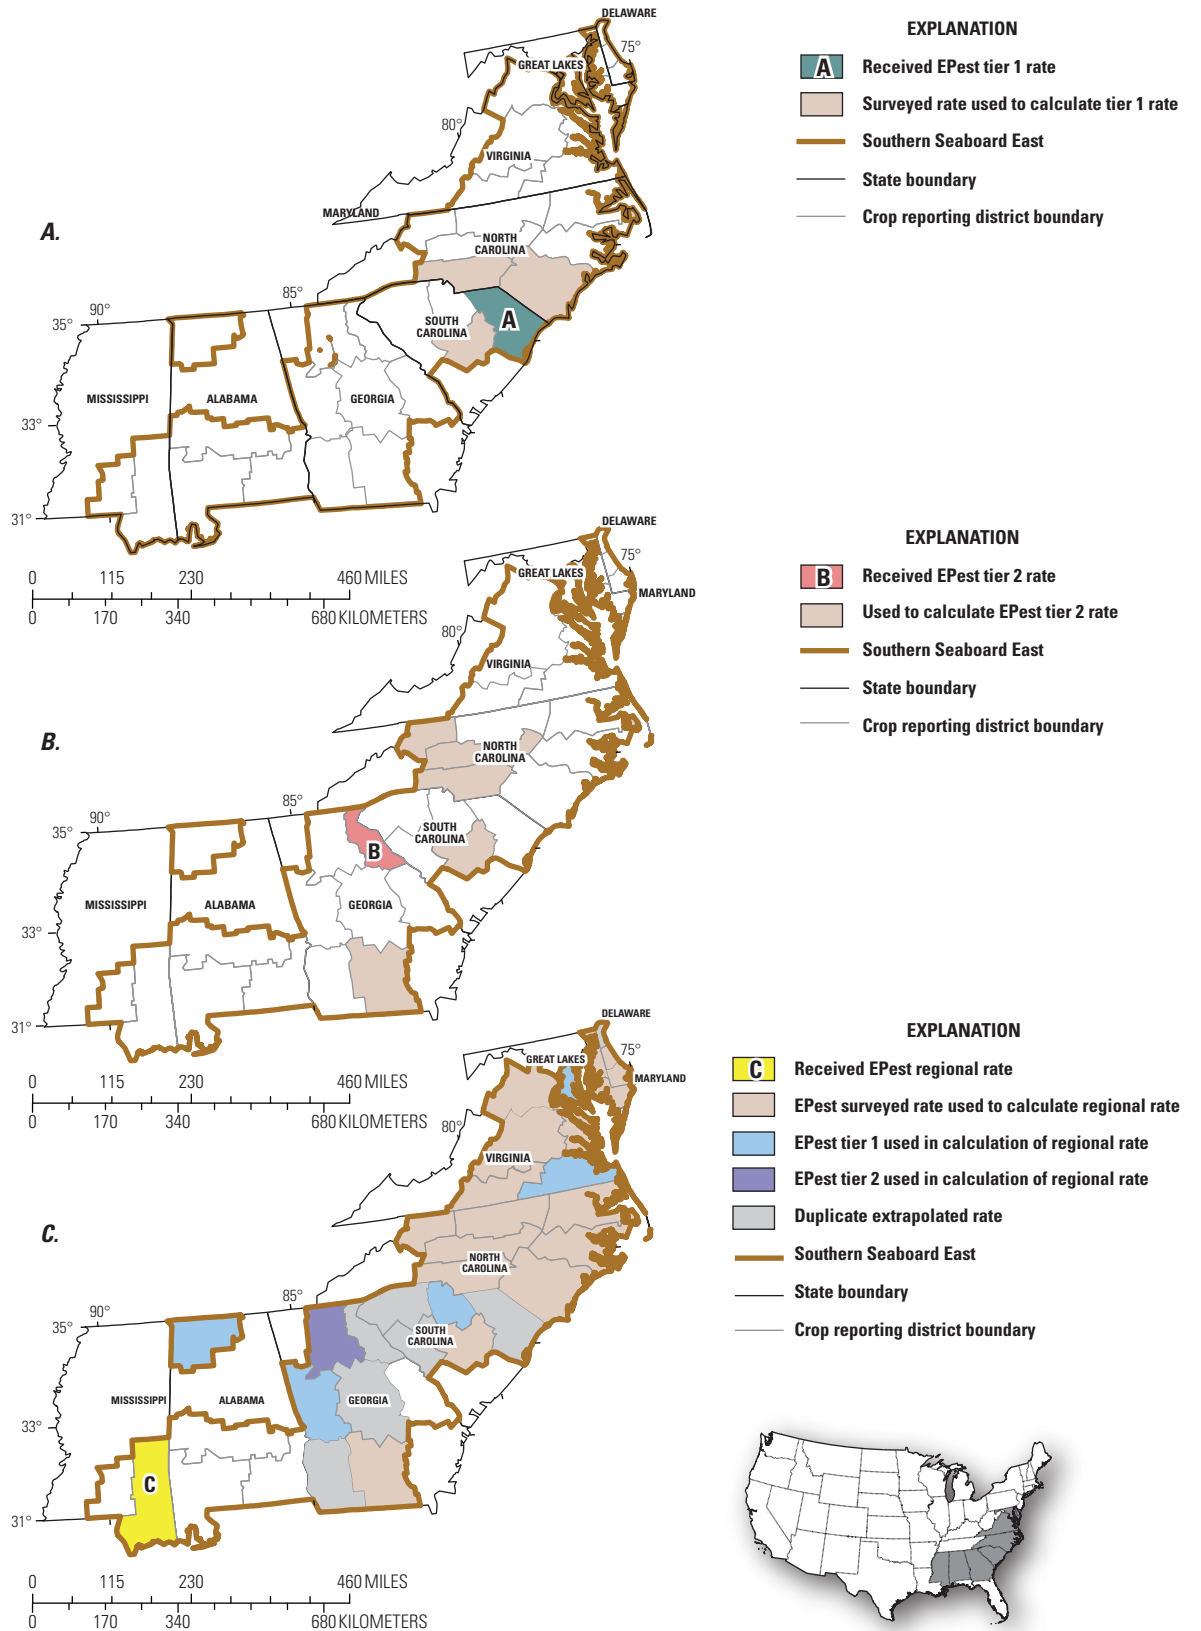 DELAWARE
75°
GREAT LAKES
80°
VIRGINIA
MARYLAND
A.
NORTH
CAROLINA
90°
85°
35°
SOUTH
CAROLINA
A
MISSISSIPPI
ALABAMA
GEORGIA
33°
31°
0 115 230 460 MILES
0 170 340 680 KILOMETERS
EXPLANATION
A Received EPest tier 1 rate
Surveyed rate used to calculate tier 1 rate
Southern Seaboard East
State boundary
Crop reporting district boundary
DELAWARE
75°
GREAT LAKES
MARYLAND
80°
VIRGINIA
B.
NORTH
CAROLINA
90°
85°
35°
SOUTH
CAROLINA
B
MISSISSIPPI
ALABAMA
GEORGIA
33°
31°
0 115 230 460 MILES
0 170 340 680 KILOMETERS
EXPLANATION
B Received EPest tier 2 rate
Used to calculate EPest tier 2 rate
Southern Seaboard East
State boundary
Crop reporting district boundary
DELAWARE
75°
GREAT LAKES
MARYLAND
80°
VIRGINIA
C.
NORTH
CAROLINA
90°
85°
35°
SOUTH
CAROLINA
MISSISSIPPI
ALABAMA
GEORGIA
33°
C
31°
0 115 230 460 MILES
0 170 340 680 KILOMETERS
EXPLANATION
C Received EPest regional rate
EPest surveyed rate used to calculate regional rate
EPest tier 1 used in calculation of regional rate
EPest tier 2 used in calculation of regional rate
Duplicate extrapolated rate
Southern Seaboard East
State boundary
Crop reporting district boundary